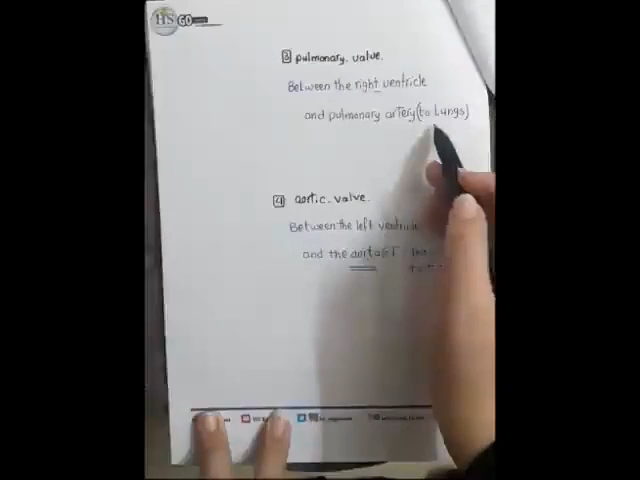 HS GO
3 pulmonary. valve.
Between the right ventricle
and pulmonary artery (to Lungs)
4 aortic. valve.
Between the left ventricle
and the aorta